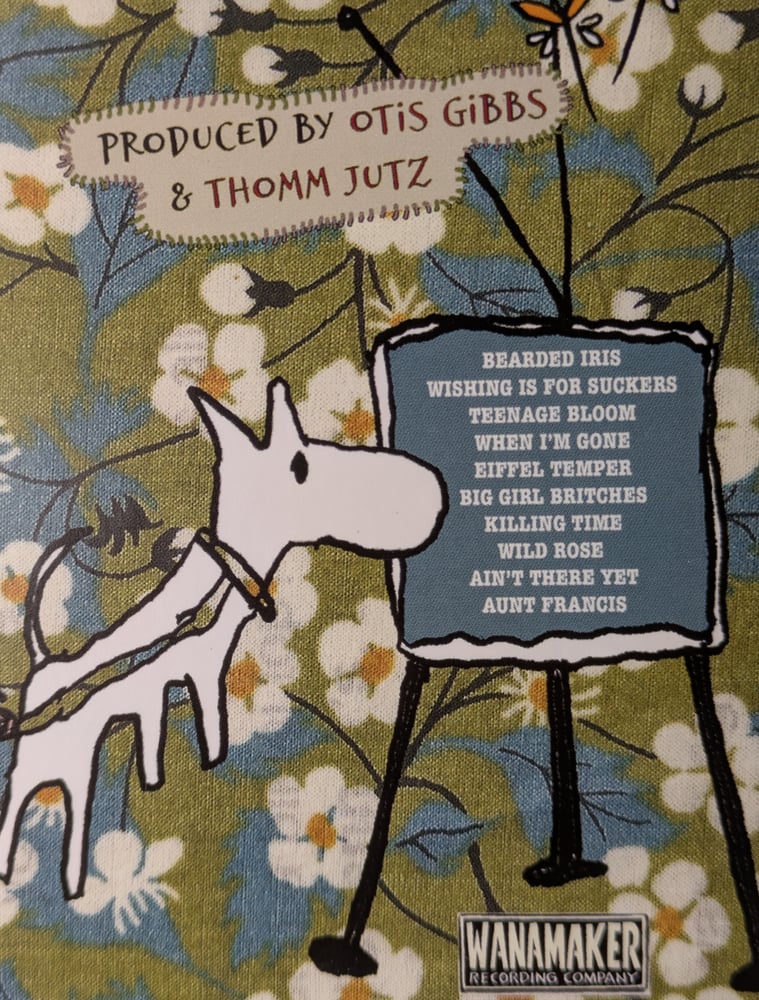 PRODUCED BY OTIS GIBBS
& THOMM JUTZ
BEARDED IRIS
WISHING IS FOR SUCKERS
TEENAGE BLOOM
WHEN I'M GONE
EIFFEL TEMPER
BIG GIRL BRITCHES
KILLING TIME
WILD ROSE
AIN'T THERE YET
AUNT FRANCIS
WANAMAKER
RECORDING COMPANY